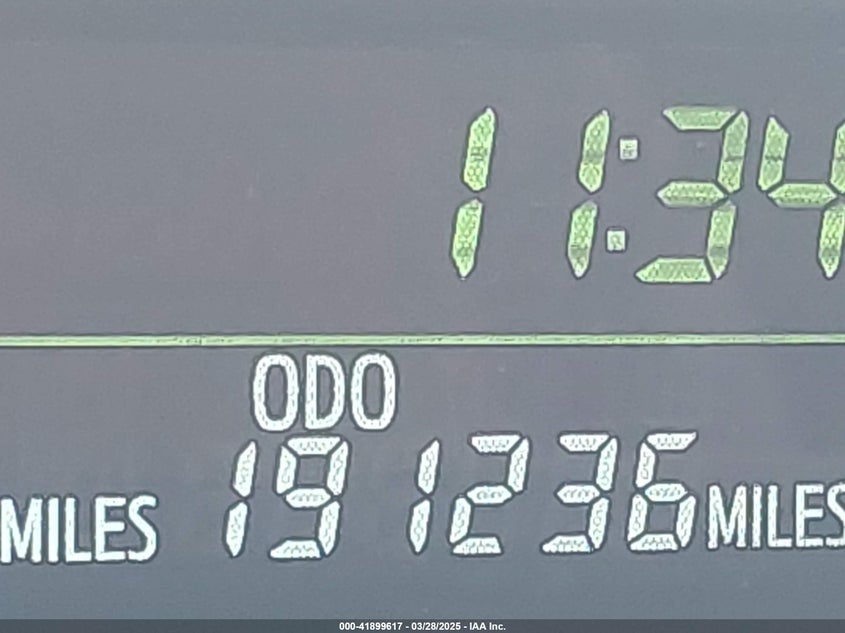 11:34
ODO
MILES 191236 MILES
000-41899617 - 03/28/2025 - IAA Inc.